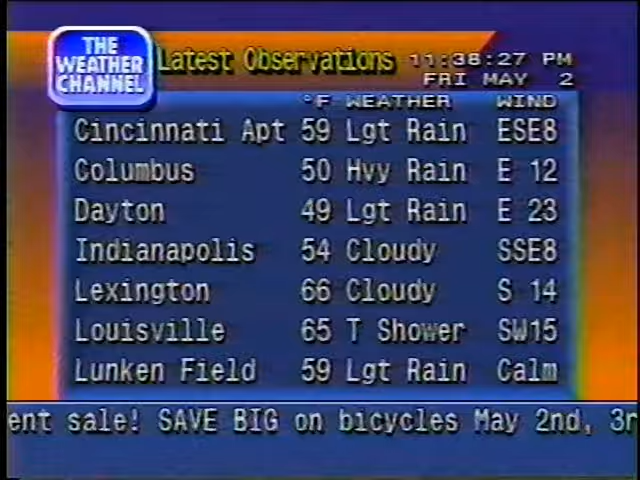 THE
WEATHER
CHANNEL
Latest Observations 11:38:27 PM
FRI MAY 2
°F WEATHER WIND
Cincinnati Apt 59 Lgt Rain ESE8
Columbus 50 Hvy Rain E 12
Dayton 49 Lgt Rain E 23
Indianapolis 54 Cloudy SSE8
Lexington 66 Cloudy S 14
Louisville 65 T Shower SW15
Lunken Field 59 Lgt Rain Calm
ent sale! SAVE BIG on bicycles May 2nd, 3r